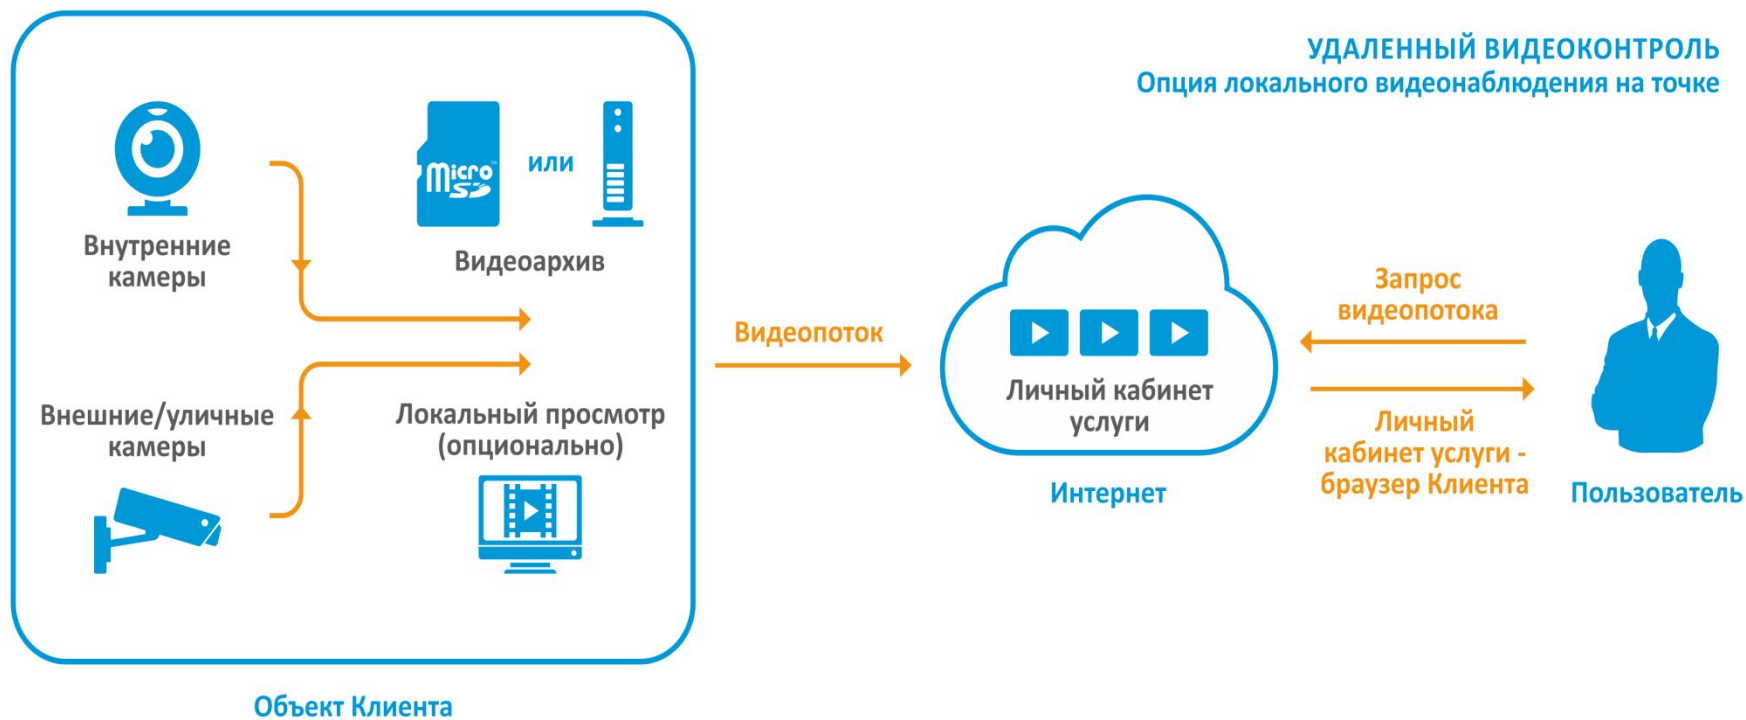 УДАЛЕННЫЙ ВИДЕОКОНТРОЛЬ
Опция локального видеонаблюдения на точке
Внутренние
камеры
Micro
SD
или
Видеоархив
Внешние/уличные
камеры
Локальный просмотр
(опционально)
Объект Клиента
Видеопоток
Личный кабинет
услуги
Интернет
Запрос
видеопотока
Личный
кабинет услуги -
браузер Клиента
Пользователь